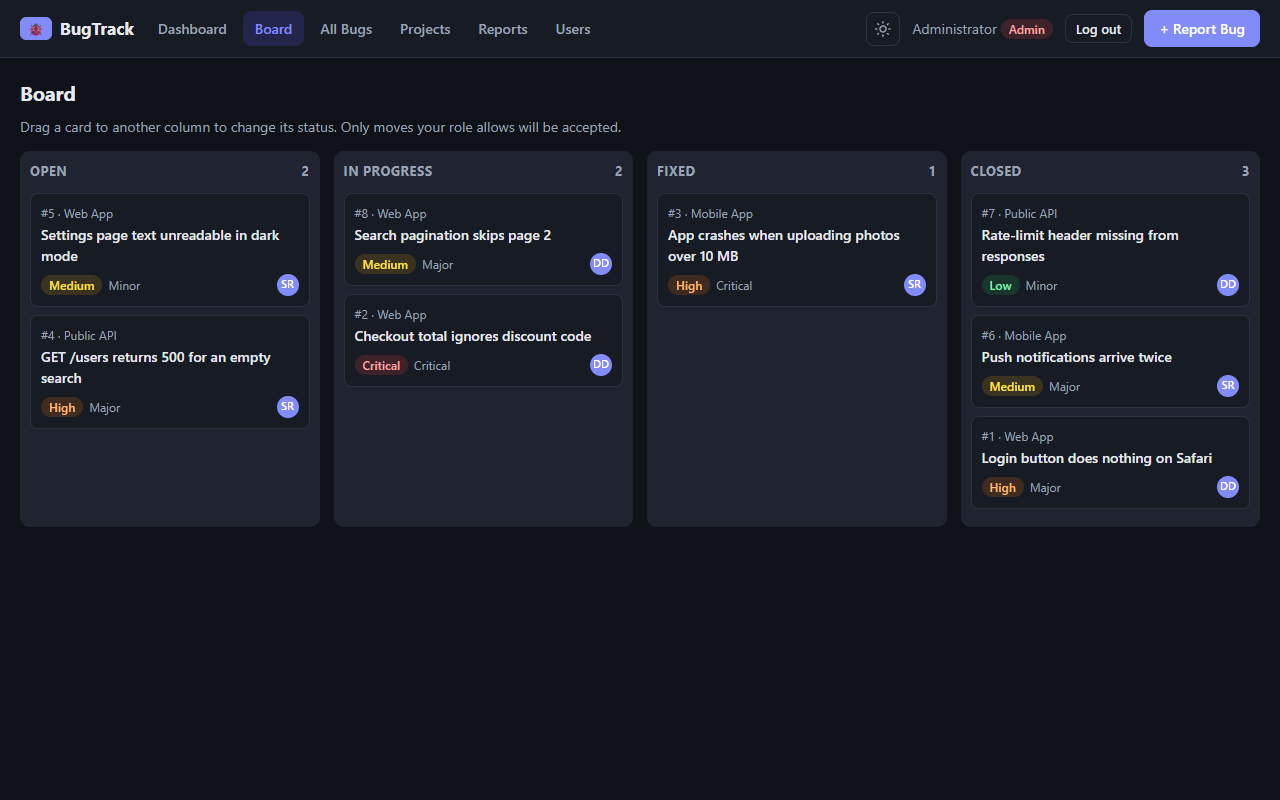 BugTrack Dashboard Board All Bugs Projects Reports Users Administrator Admin Log out + Report Bug
Board
Drag a card to another column to change its status. Only moves your role allows will be accepted.
OPEN 2
#5 · Web App
Settings page text unreadable in dark
mode
Medium Minor SR
#4 · Public API
GET /users returns 500 for an empty
search
High Major SR
IN PROGRESS 2
#8 · Web App
Search pagination skips page 2
Medium Major DD
#2 · Web App
Checkout total ignores discount code
Critical Critical DD
FIXED 1
#3 · Mobile App
App crashes when uploading photos
over 10 MB
High Critical SR
CLOSED 3
#7 · Public API
Rate-limit header missing from
responses
Low Minor DD
#6 · Mobile App
Push notifications arrive twice
Medium Major SR
#1 · Web App
Login button does nothing on Safari
High Major DD